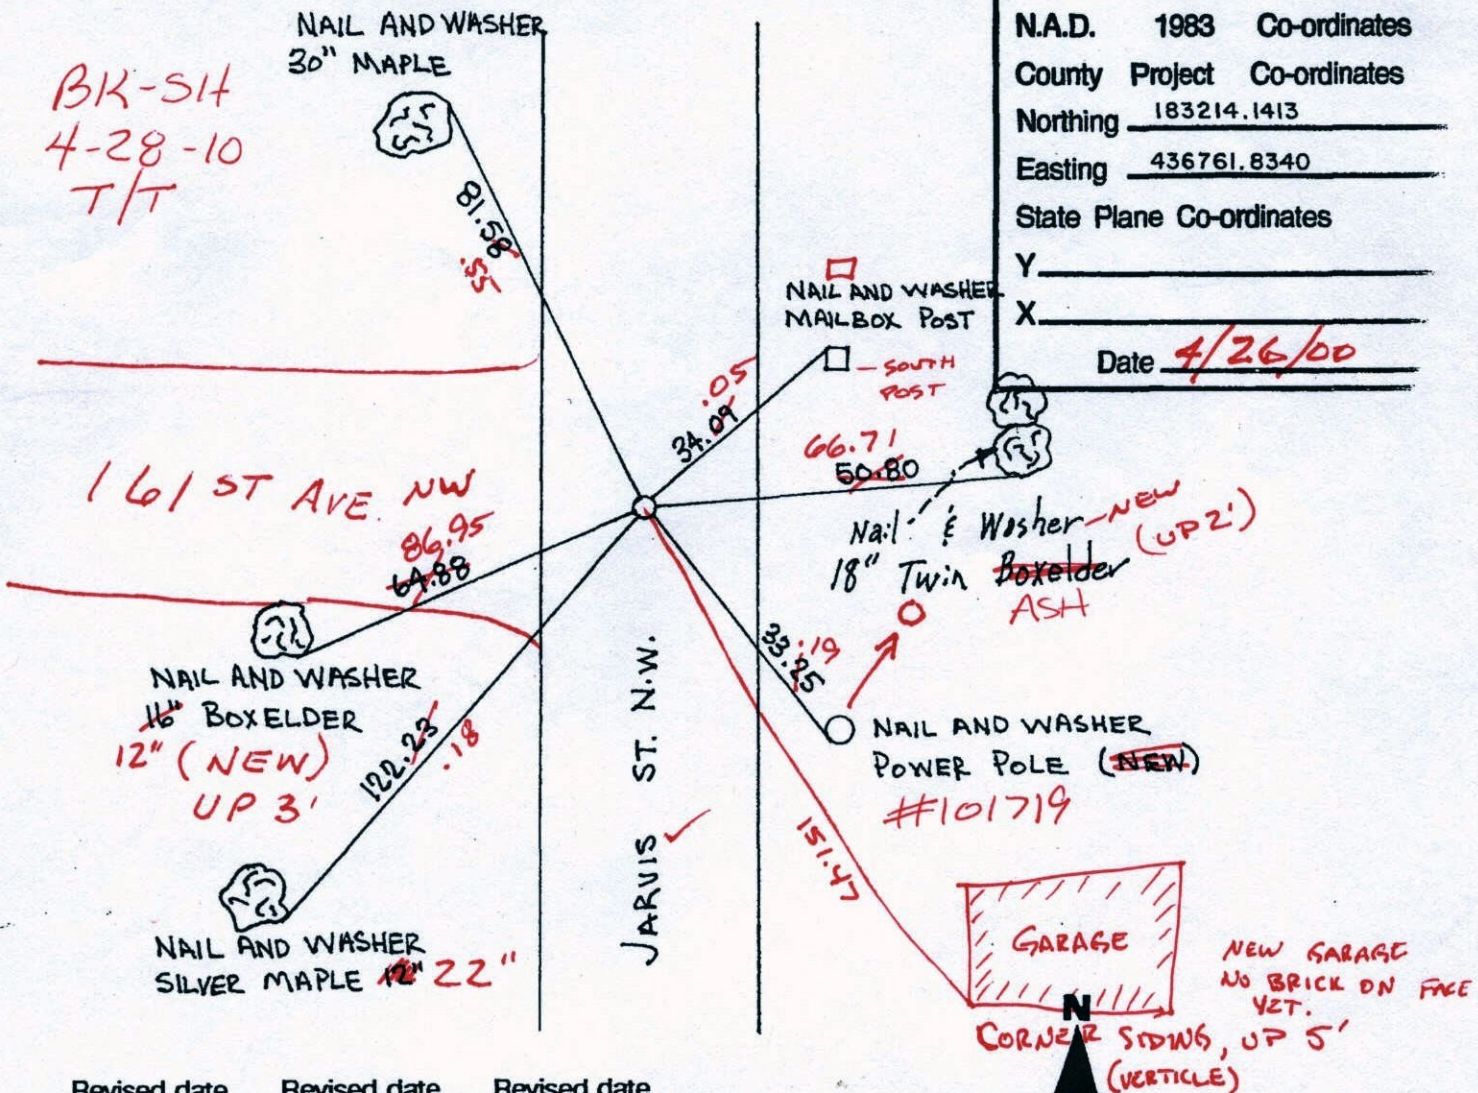 NAIL AND WASHER
30" MAPLE
BK-SH
4-28-10
T/T
N.A.D. 1983 Co-ordinates
County Project Co-ordinates
Northing 183214.1413
Easting 436761.8340
State Plane Co-ordinates
Y
X
Date 4/26/00
81.58
.55
NAIL AND WASHER
MAILBOX POST
- SOUTH
POST
.05
34.09
66.71
50.80
161 ST AVE. NW
86.95
64.88
Nail & Washer - NEW
(UP 2')
18" Twin Boxelder
ASH
33.25
.19
NAIL AND WASHER
16" BOXELDER
12" (NEW)
UP 3'
122.23
.18
JARVIS ST. N.W.
NAIL AND WASHER
POWER POLE (NEW)
#101719
151.47
NAIL AND WASHER
SILVER MAPLE 12" 22"
GARAGE
NEW GARAGE
NO BRICK ON FACE
YET.
N
CORNER SIDING, UP 5'
(VERTICLE)
Revised date Revised date Revised date